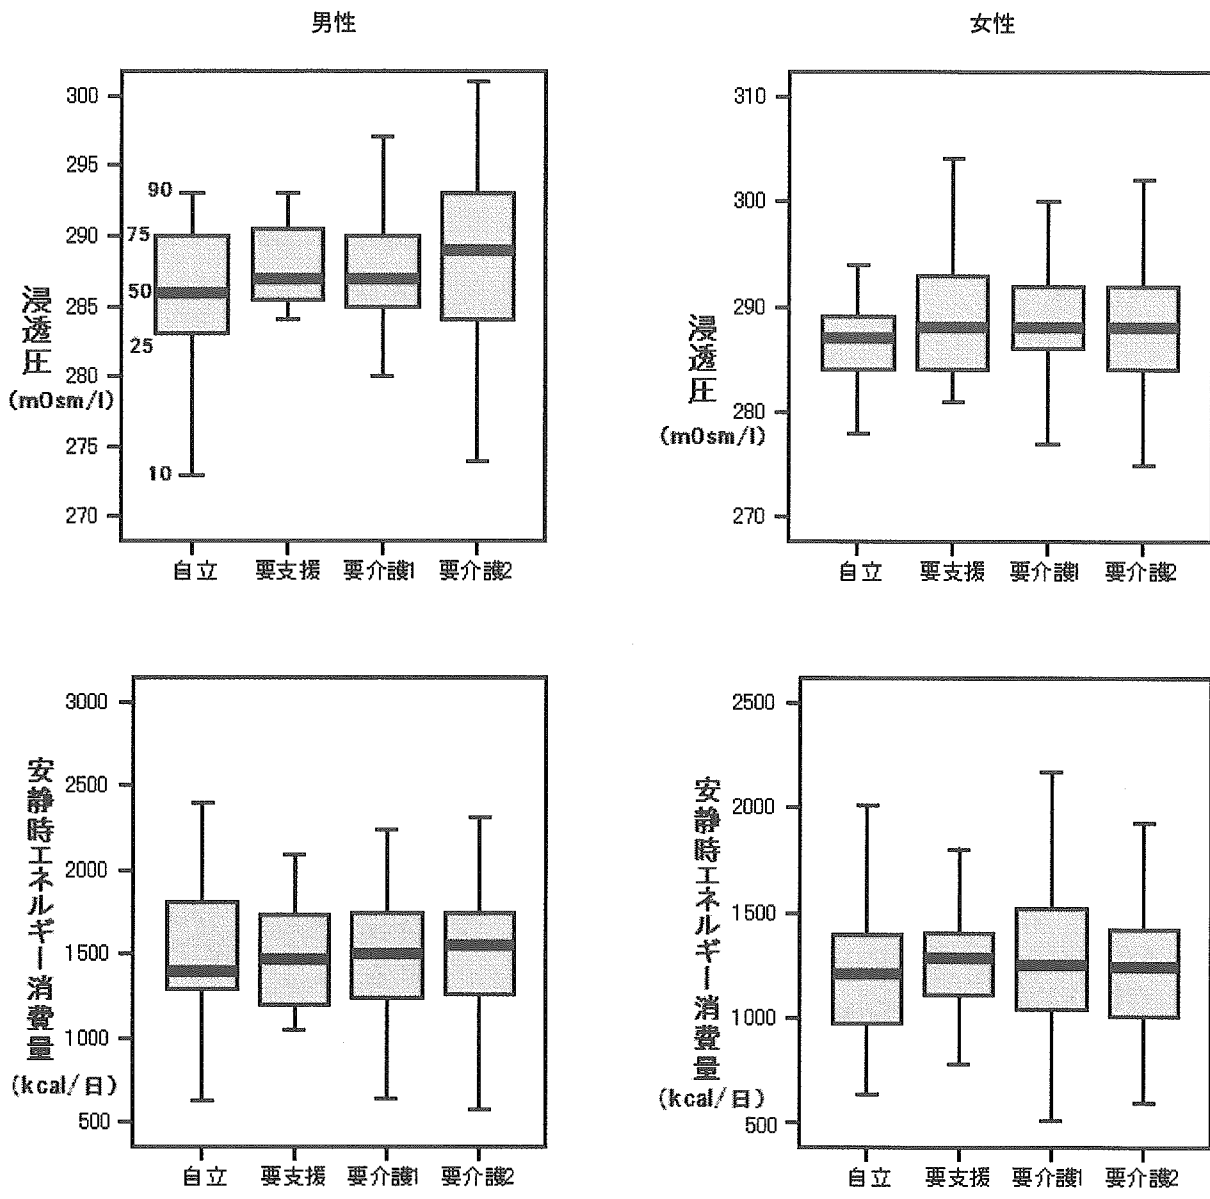 男性
300
295
290
285
280
275
270
90
75
50
25
10
浸透圧
(mOsm/l)
自立 要支援 要介護1 要介護2
女性
310
300
290
280
270
浸透圧
(mOsm/l)
自立 要支援 要介護1 要介護2
3000
2500
2000
1500
1000
500
安静時エネルギー消費量
(kcal/日)
自立 要支援 要介護1 要介護2
2500
2000
1500
1000
500
安静時エネルギー消費量
(kcal/日)
自立 要支援 要介護1 要介護2